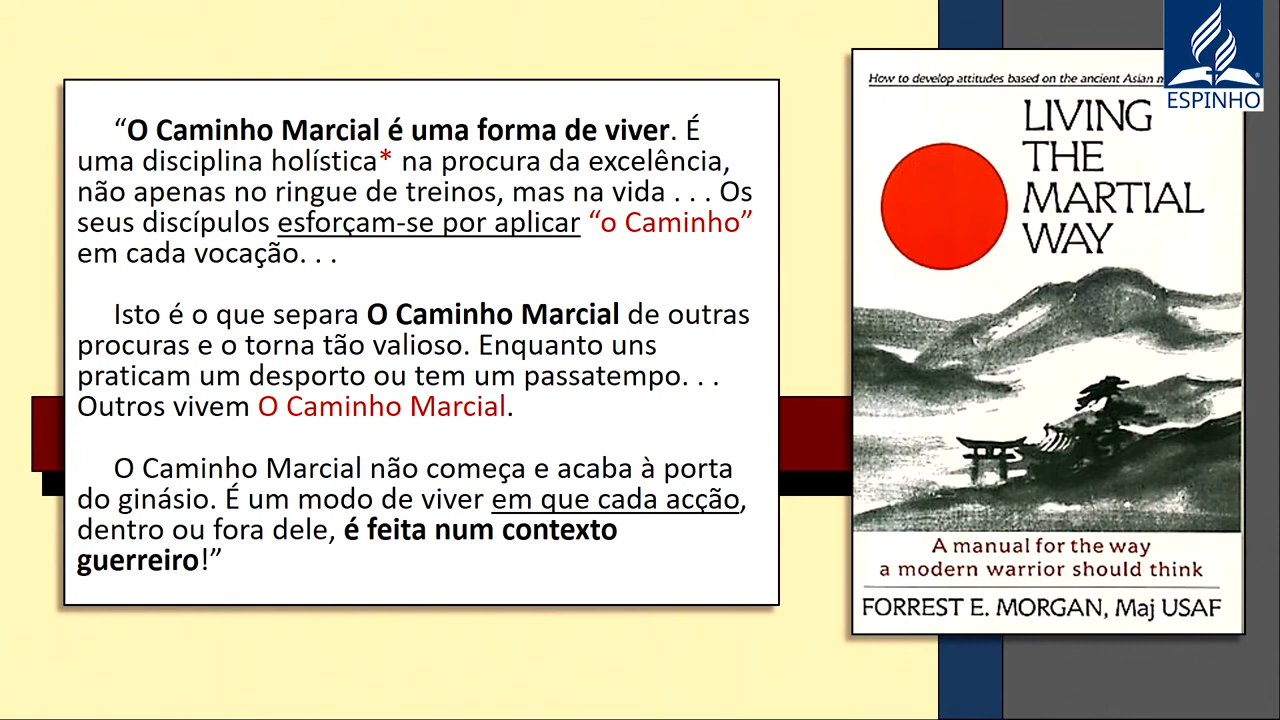 “O Caminho Marcial é uma forma de viver. É
uma disciplina holística* na procura da excelência,
não apenas no ringue de treinos, mas na vida . . . Os
seus discípulos esforçam-se por aplicar “o Caminho”
em cada vocação. . .
Isto é o que separa O Caminho Marcial de outras
procuras e o torna tão valioso. Enquanto uns
praticam um desporto ou tem um passatempo. . .
Outros vivem O Caminho Marcial.
O Caminho Marcial não começa e acaba à porta
do ginásio. É um modo de viver em que cada acção,
dentro ou fora dele, é feita num contexto
guerreiro!”
How to develop attitudes based on the ancient Asian
LIVING
THE
MARTIAL
WAY
A manual for the way
a modern warrior should think
FORREST E. MORGAN, Maj USAF
ESPINHO